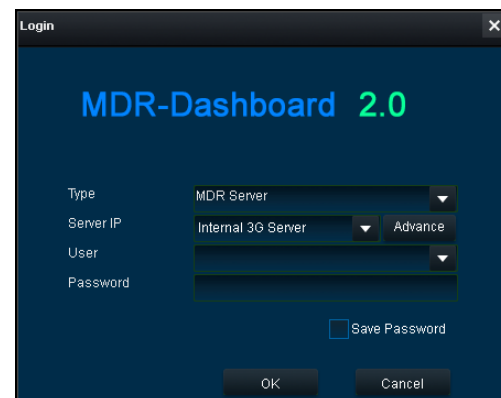 Login
MDR-Dashboard 2.0
Type MDR Server
Server IP Internal 3G Server Advance
User
Password
Save Password
OK Cancel